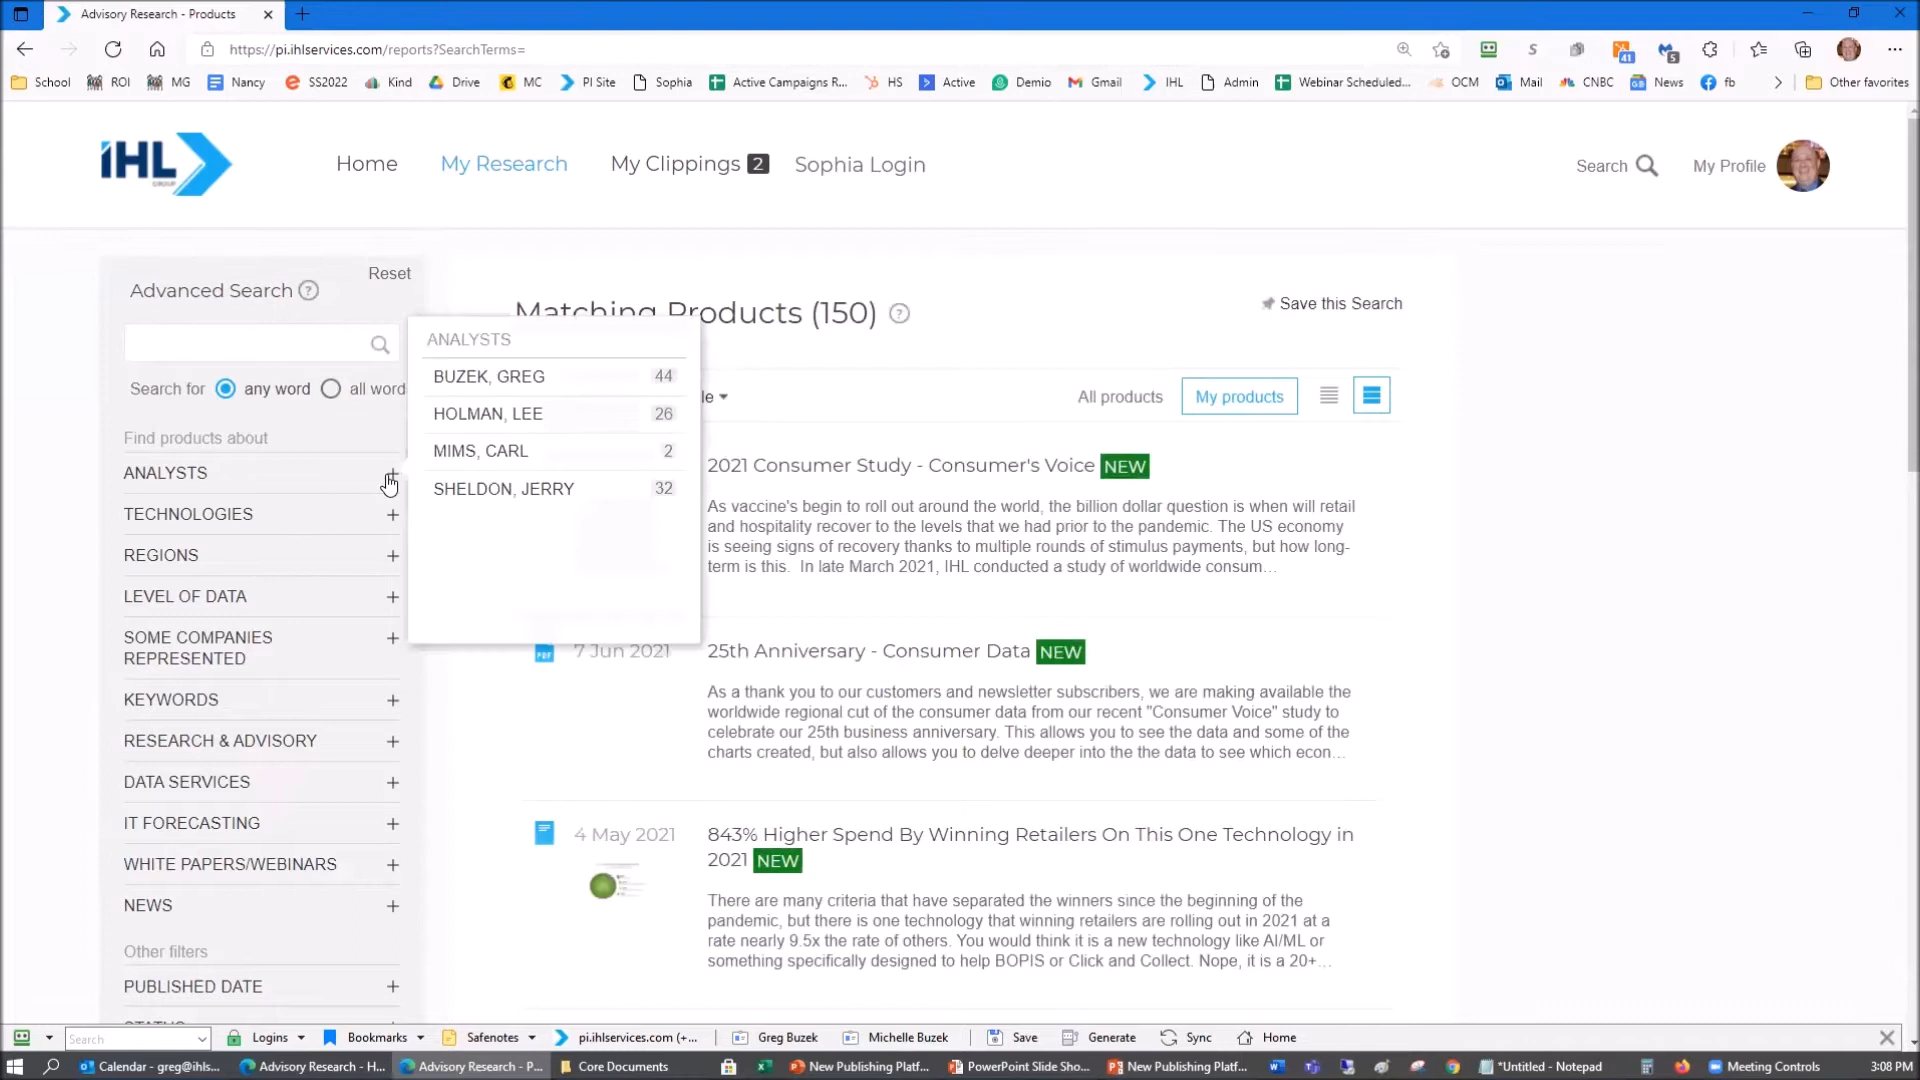 Advisory Research - Products
https://pi.ihlservices.com/reports?SearchTerms=
41
5
School ROI MG Nancy SS2022 Kind Drive MC PI Site Sophia Active Campaigns R... HS Active Demio Gmail IHL Admin Webinar Scheduled... OCM Mail CNBC News fb Other favorites
iHL
GROUP
Home
My Research
My Clippings 2
Sophia Login
Search
My Profile
Reset
Advanced Search ?
Search for any word all word
Find products about
ANALYSTS +
TECHNOLOGIES +
REGIONS +
LEVEL OF DATA +
SOME COMPANIES +
REPRESENTED
KEYWORDS +
RESEARCH & ADVISORY +
DATA SERVICES +
IT FORECASTING +
WHITE PAPERS/WEBINARS +
NEWS +
Other filters
PUBLISHED DATE +
ANALYSTS
BUZEK, GREG 44
HOLMAN, LEE 26
MIMS, CARL 2
SHELDON, JERRY 32
Matching Products (150) ?
Save this Search
le
All products
My products
2021 Consumer Study - Consumer's Voice NEW
As vaccine's begin to roll out around the world, the billion dollar question is when will retail
and hospitality recover to the levels that we had prior to the pandemic. The US economy
is seeing signs of recovery thanks to multiple rounds of stimulus payments, but how long-
term is this. In late March 2021, IHL conducted a study of worldwide consum...
PDF
7 Jun 2021
25th Anniversary - Consumer Data NEW
As a thank you to our customers and newsletter subscribers, we are making available the
worldwide regional cut of the consumer data from our recent "Consumer Voice" study to
celebrate our 25th business anniversary. This allows you to see the data and some of the
charts created, but also allows you to delve deeper into the the data to see which econ...
4 May 2021
843% Higher Spend By Winning Retailers On This One Technology in
2021 NEW
There are many criteria that have separated the winners since the beginning of the
pandemic, but there is one technology that winning retailers are rolling out in 2021 at a
rate nearly 9.5x the rate of others. You would think it is a new technology like AI/ML or
something specifically designed to help BOPIS or Click and Collect. Nope, it is a 20+...
Search Logins Bookmarks Safenotes pi.ihlservices.com (+... Greg Buzek Michelle Buzek Save Generate Sync Home
Calendar - greg@ihls... Advisory Research - H... Advisory Research - P... Core Documents New Publishing Platf... PowerPoint Slide Sho... New Publishing Platf... *Untitled - Notepad Meeting Controls 3:08 PM